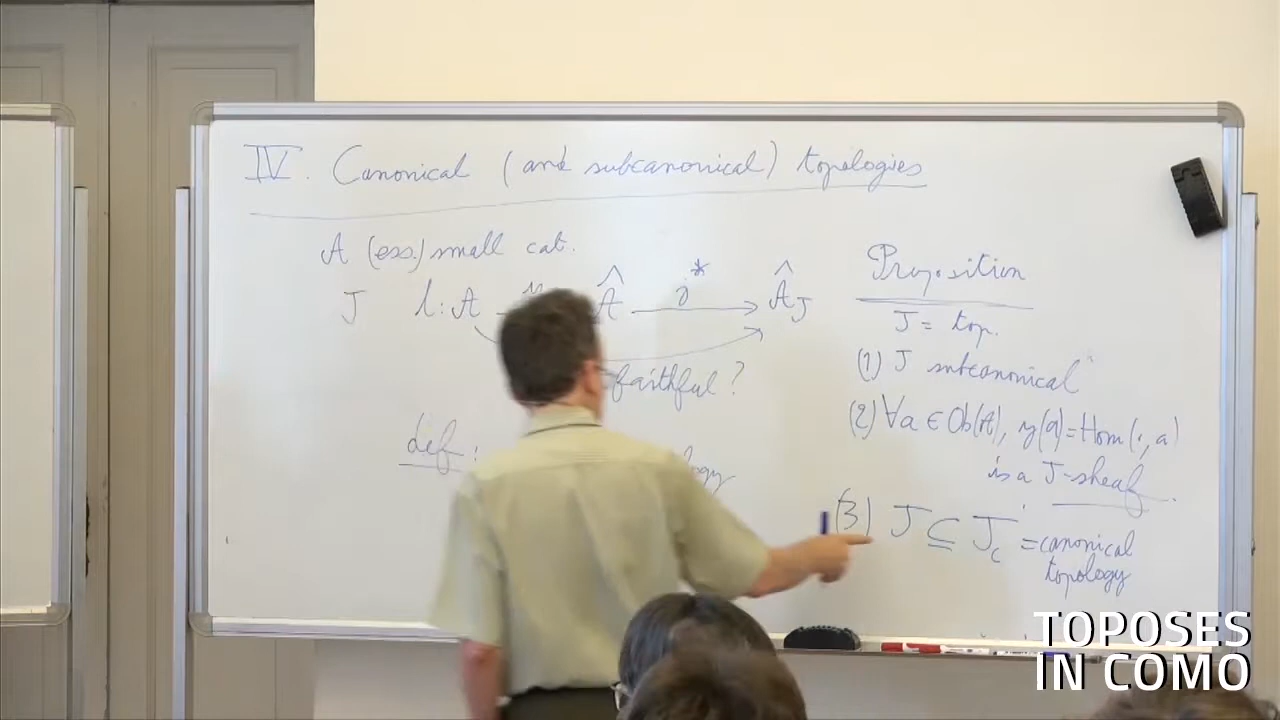 IV. Canonical (and subcanonical) topologies
A (ess.) small cat.
J l: A Â j* Â_J
faithful?
def:
Proposition
J = top.
(1) J subcanonical
(2) ∀a ∈ Ob(A), y(a) = Hom(·, a)
is a J-sheaf.
(3) J ⊆ J_c = canonical
topology
TOPOSES
IN COMO